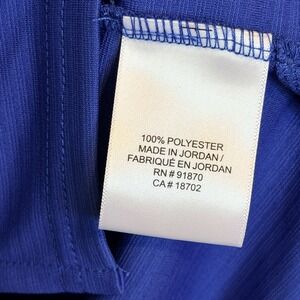 100% POLYESTER
MADE IN JORDAN /
FABRIQUÉ EN JORDAN
RN # 91870
CA # 18702